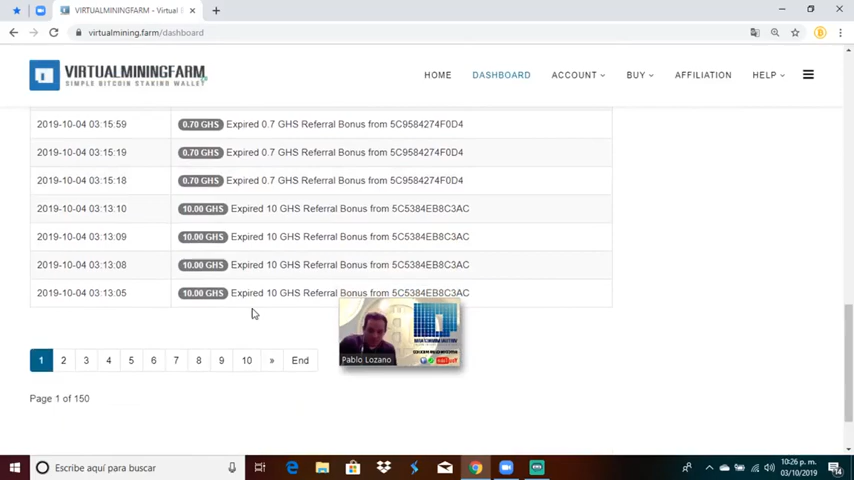 VIRTUALMININGFARM - Virtual B
virtualmining.farm/dashboard
VIRTUALMININGFARM
SIMPLE BITCOIN STAKING WALLET
HOME DASHBOARD ACCOUNT BUY AFFILIATION HELP
2019-10-04 03:15:59 0.70 GHS Expired 0.7 GHS Referral Bonus from 5C9584274F0D4
2019-10-04 03:15:19 0.70 GHS Expired 0.7 GHS Referral Bonus from 5C9584274F0D4
2019-10-04 03:15:18 0.70 GHS Expired 0.7 GHS Referral Bonus from 5C9584274F0D4
2019-10-04 03:13:10 10.00 GHS Expired 10 GHS Referral Bonus from 5C5384EB8C3AC
2019-10-04 03:13:09 10.00 GHS Expired 10 GHS Referral Bonus from 5C5384EB8C3AC
2019-10-04 03:13:08 10.00 GHS Expired 10 GHS Referral Bonus from 5C5384EB8C3AC
2019-10-04 03:13:05 10.00 GHS Expired 10 GHS Referral Bonus from 5C5384EB8C3AC
Pablo Lozano
1 2 3 4 5 6 7 8 9 10 » End
Page 1 of 150
Escribe aquí para buscar
10:26 p. m.
03/10/2019
14